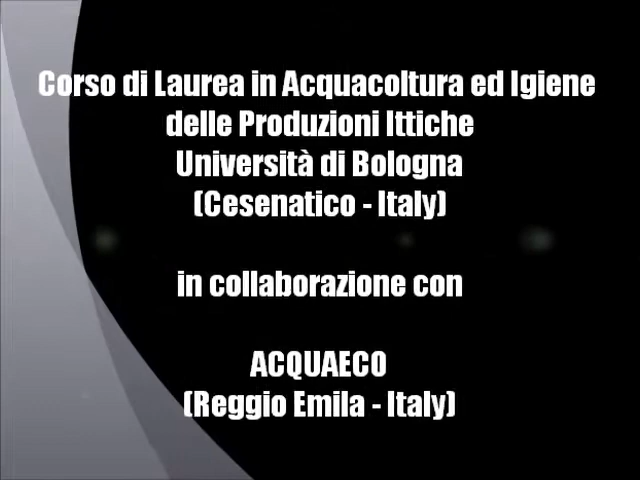 Corso di Laurea in Acquacoltura ed Igiene
delle Produzioni Ittiche
Università di Bologna
(Cesenatico - Italy)
in collaborazione con
ACQUAECO
(Reggio Emila - Italy)